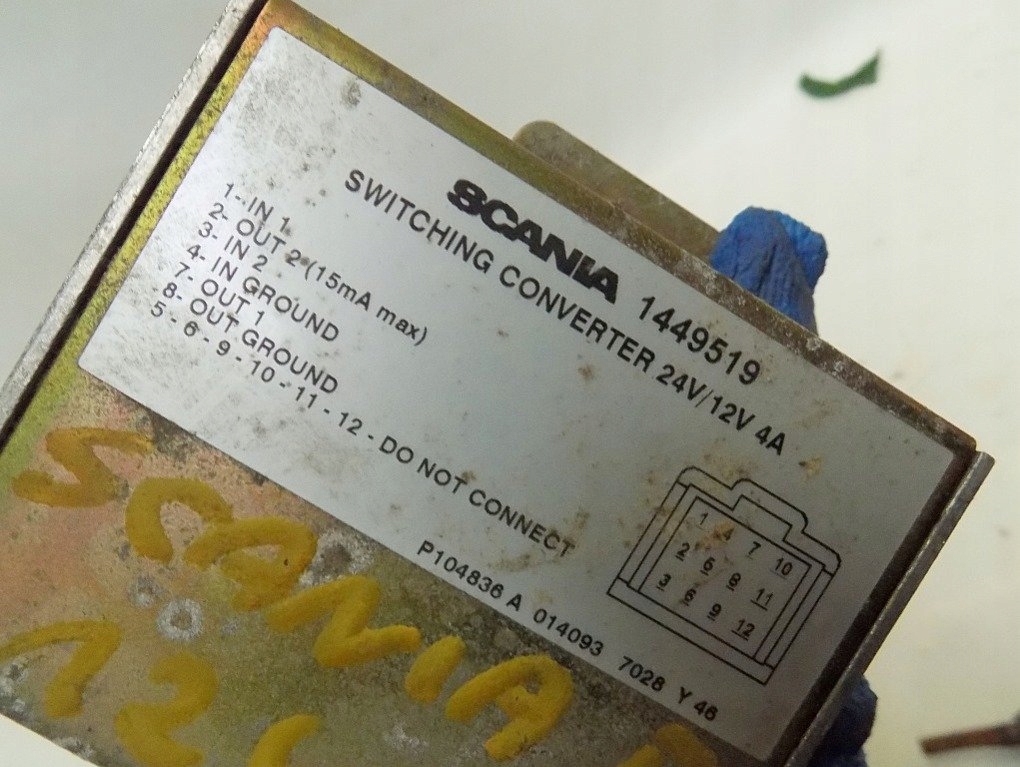 SCANIA 1449519
SWITCHING CONVERTER 24V/12V 4A
1- IN 1
2- OUT 2 (15mA max)
3- IN 2
4- IN GROUND
7- OUT 1
8- OUT GROUND
5 - 6 - 9 - 10 - 11 - 12 - DO NOT CONNECT
1 4 7 10
2 5 8 11
3 6 9 12
P104836 A 014093 7028 Y 46
SCANIA